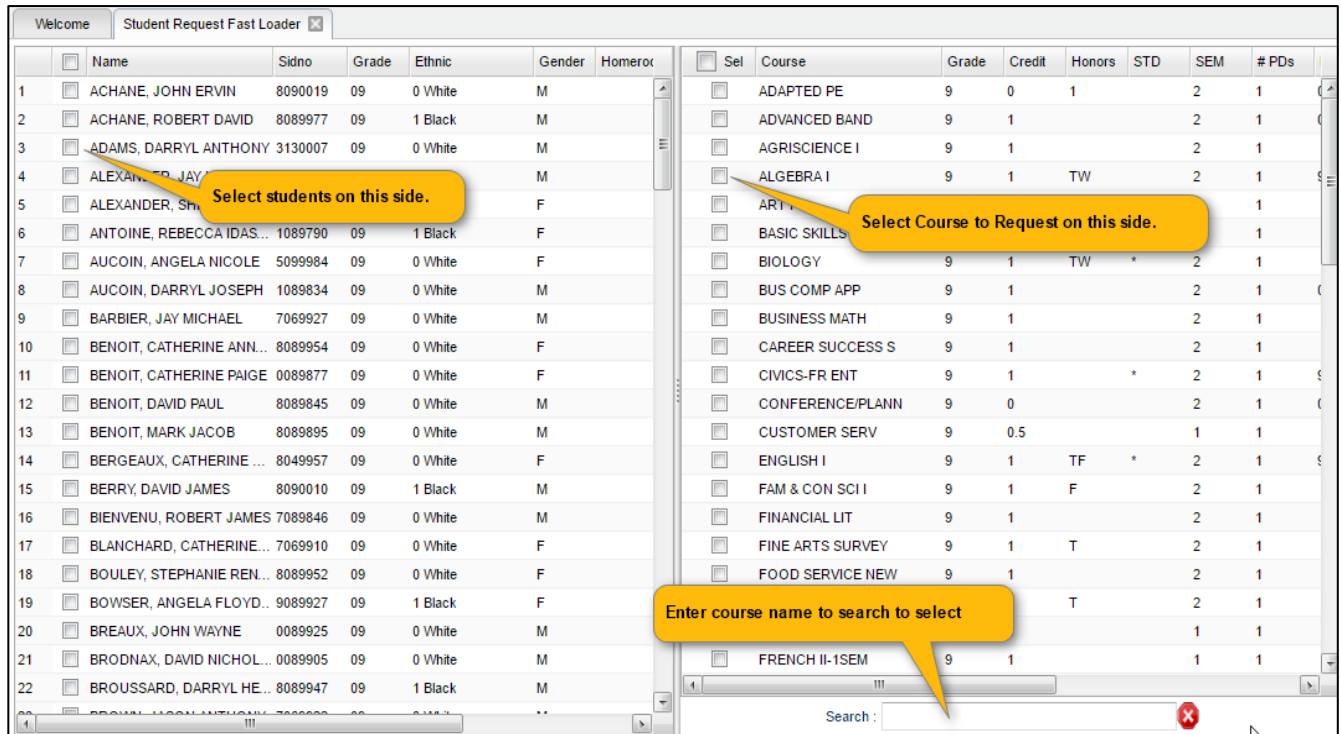 Welcome Student Request Fast Loader
Name Sidno Grade Ethnic Gender Homeroo
Sel Course Grade Credit Honors STD SEM # PDs
1 ACHANE, JOHN ERVIN 8090019 09 0 White M
2 ACHANE, ROBERT DAVID 8089977 09 1 Black M
3 ADAMS, DARRYL ANTHONY 3130007 09 0 White M
4 ALEXANDER, JAY M
5 ALEXANDER, F
6 ANTOINE, REBECCA IDAS... 1089790 09 1 Black F
7 AUCOIN, ANGELA NICOLE 5099984 09 0 White F
8 AUCOIN, DARRYL JOSEPH 1089834 09 0 White M
9 BARBIER, JAY MICHAEL 7069927 09 0 White M
10 BENOIT, CATHERINE ANN... 8089954 09 0 White F
11 BENOIT, CATHERINE PAIGE 0089877 09 0 White F
12 BENOIT, DAVID PAUL 8089845 09 0 White M
13 BENOIT, MARK JACOB 8089895 09 0 White M
14 BERGEAUX, CATHERINE ... 8049957 09 0 White F
15 BERRY, DAVID JAMES 8090010 09 1 Black M
16 BIENVENU, ROBERT JAMES 7089846 09 0 White M
17 BLANCHARD, CATHERINE... 7069910 09 0 White F
18 BOULEY, STEPHANIE REN... 8089952 09 0 White F
19 BOWSER, ANGELA FLOYD.. 9089927 09 1 Black F
20 BREAUX, JOHN WAYNE 0089925 09 0 White M
21 BRODNAX, DAVID NICHOL... 0089905 09 0 White M
22 BROUSSARD, DARRYL HE... 8089947 09 1 Black M
Select students on this side.
ADAPTED PE 9 0 1 2 1
ADVANCED BAND 9 1 2 1
AGRISCIENCE I 9 1 2 1
ALGEBRA I 9 1 TW 2 1
ART 1
BASIC SKILLS 1
BIOLOGY 9 1 TW * 2 1
BUS COMP APP 9 1 2 1
BUSINESS MATH 9 1 2 1
CAREER SUCCESS S 9 1 2 1
CIVICS-FR ENT 9 1 * 2 1
CONFERENCE/PLANN 9 0 2 1
CUSTOMER SERV 9 0.5 1 1
ENGLISH I 9 1 TF * 2 1
FAM & CON SCI I 9 1 F 2 1
FINANCIAL LIT 9 1 2 1
FINE ARTS SURVEY 9 1 T 2 1
FOOD SERVICE NEW 9 1 2 1
T 2 1
1 1
FRENCH II-1SEM 9 1 1 1
Select Course to Request on this side.
Enter course name to search to select
Search :